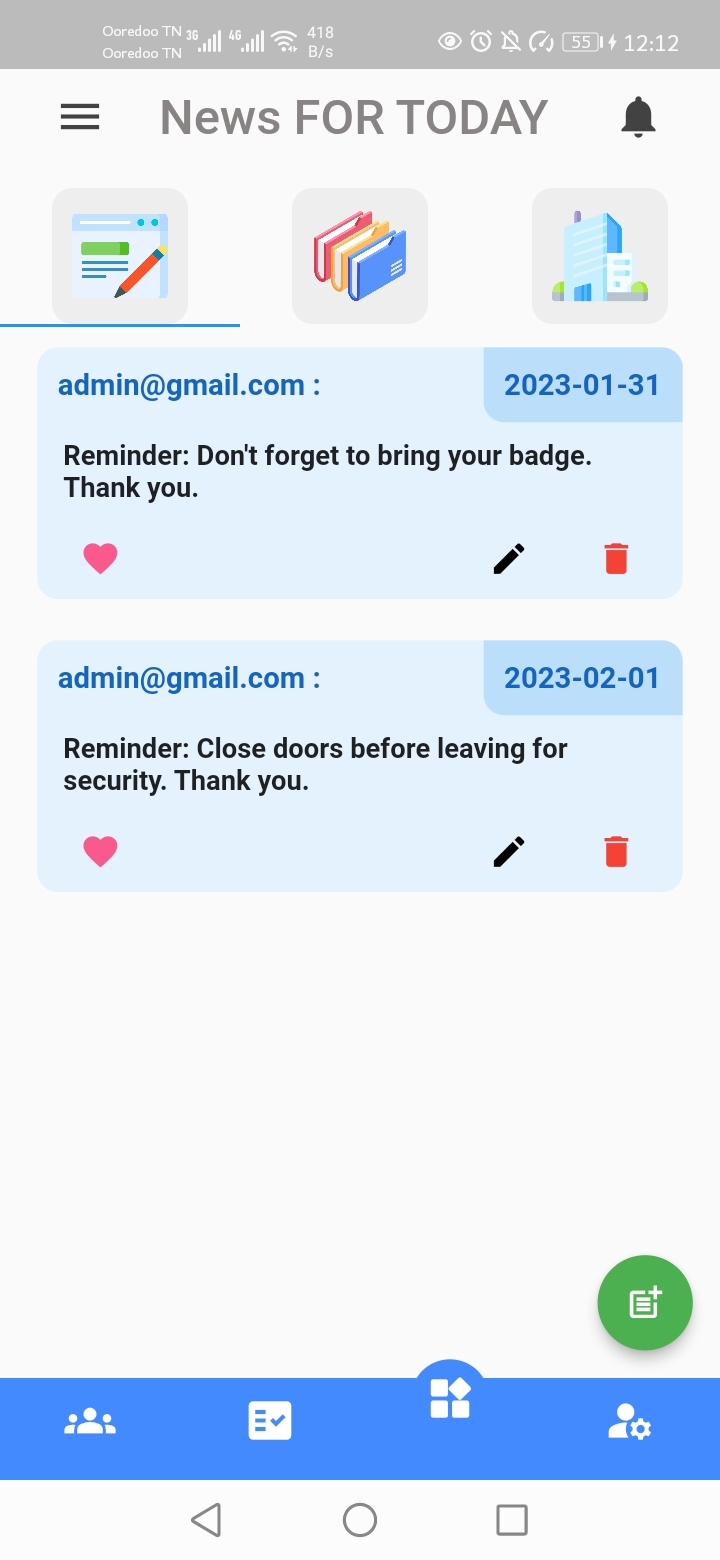 Ooredoo TN 3G 4G 418
Ooredoo TN B/s
55 12:12
News FOR TODAY
admin@gmail.com :
2023-01-31
Reminder: Don't forget to bring your badge.
Thank you.
admin@gmail.com :
2023-02-01
Reminder: Close doors before leaving for
security. Thank you.